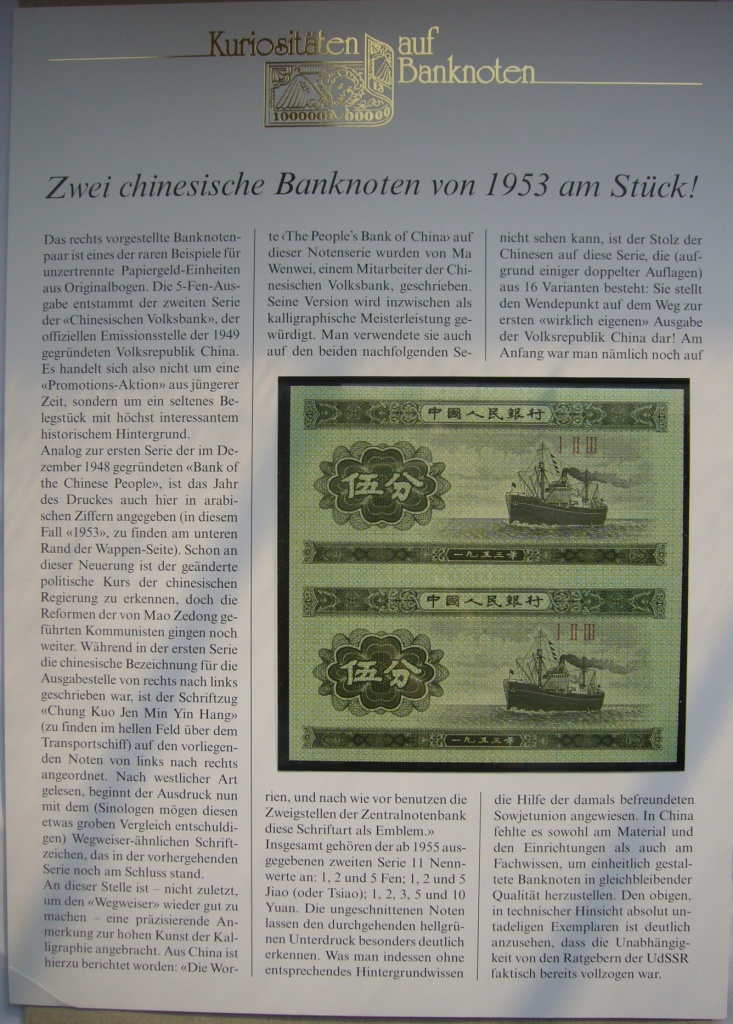 Kuriositäten auf
Banknoten
1000000 00000
Zwei chinesische Banknoten von 1953 am Stück!
Das rechts vorgestellte Banknoten-
paar ist eines der raren Beispiele für
unzertrennte Papiergeld-Einheiten
aus Originalbogen. Die 5-Fen-Aus-
gabe entstammt der zweiten Serie
der «Chinesischen Volksbank», der
offiziellen Emissionsstelle der 1949
gegründeten Volksrepublik China.
Es handelt sich also nicht um eine
«Promotions-Aktion» aus jüngerer
Zeit, sondern um ein seltenes Be-
legstück mit höchst interessantem
historischem Hintergrund.
Analog zur ersten Serie der im De-
zember 1948 gegründeten «Bank of
the Chinese People», ist das Jahr
des Druckes auch hier in arabi-
schen Ziffern angegeben (in diesem
Fall «1953», zu finden am unteren
Rand der Wappen-Seite). Schon an
dieser Neuerung ist der geänderte
politische Kurs der chinesischen
Regierung zu erkennen, doch die
Reformen der von Mao Zedong ge-
führten Kommunisten gingen noch
weiter. Während in der ersten Serie
die chinesische Bezeichnung für die
Ausgabestelle von rechts nach links
geschrieben war, ist der Schriftzug
«Chung Kuo Jen Min Yin Hang»
(zu finden im hellen Feld über dem
Transportschiff) auf den vorliegen-
den Noten von links nach rechts
angeordnet. Nach westlicher Art
gelesen, beginnt der Ausdruck nun
mit dem (Sinologen mögen diesen
etwas groben Vergleich entschuldi-
gen) Wegweiser-ähnlichen Schrift-
zeichen, das in der vorhergehenden
Serie noch am Schluss stand.
An dieser Stelle ist – nicht zuletzt,
um den «Wegweiser» wieder gut zu
machen – eine präzisierende An-
merkung zur hohen Kunst der Kal-
ligraphie angebracht. Aus China ist
hierzu berichtet worden: «Die Wor-
te ‹The People's Bank of China› auf
dieser Notenserie wurden von Ma
Wenwei, einem Mitarbeiter der Chi-
nesischen Volksbank, geschrieben.
Seine Version wird inzwischen als
kalligraphische Meisterleistung ge-
würdigt. Man verwendete sie auch
auf den beiden nachfolgenden Se-
rien, und nach wie vor benutzen die
Zweigstellen der Zentralnotenbank
diese Schriftart als Emblem.»
Insgesamt gehören der ab 1955 aus-
gegebenen zweiten Serie 11 Nenn-
werte an: 1, 2 und 5 Fen; 1, 2 und 5
Jiao (oder Tsiao); 1, 2, 3, 5 und 10
Yuan. Die ungeschnittenen Noten
lassen den durchgehenden hellgrü-
nen Unterdruck besonders deutlich
erkennen. Was man indessen ohne
entsprechendes Hintergrundwissen
nicht sehen kann, ist der Stolz der
Chinesen auf diese Serie, die (auf-
grund einiger doppelter Auflagen)
aus 16 Varianten besteht: Sie stellt
den Wendepunkt auf dem Weg zur
ersten «wirklich eigenen» Ausgabe
der Volksrepublik China dar! Am
Anfang war man nämlich noch auf
die Hilfe der damals befreundeten
Sowjetunion angewiesen. In China
fehlte es sowohl am Material und
den Einrichtungen als auch am
Fachwissen, um einheitlich gestal-
tete Banknoten in gleichbleibender
Qualität herzustellen. Den obigen,
in technischer Hinsicht absolut un-
tadeligen Exemplaren ist deutlich
anzusehen, dass die Unabhängig-
keit von den Ratgebern der UdSSR
faktisch bereits vollzogen war.
中國人民銀行
I II III
伍分
一九五三年
中國人民銀行
I II III
伍分
一九五三年